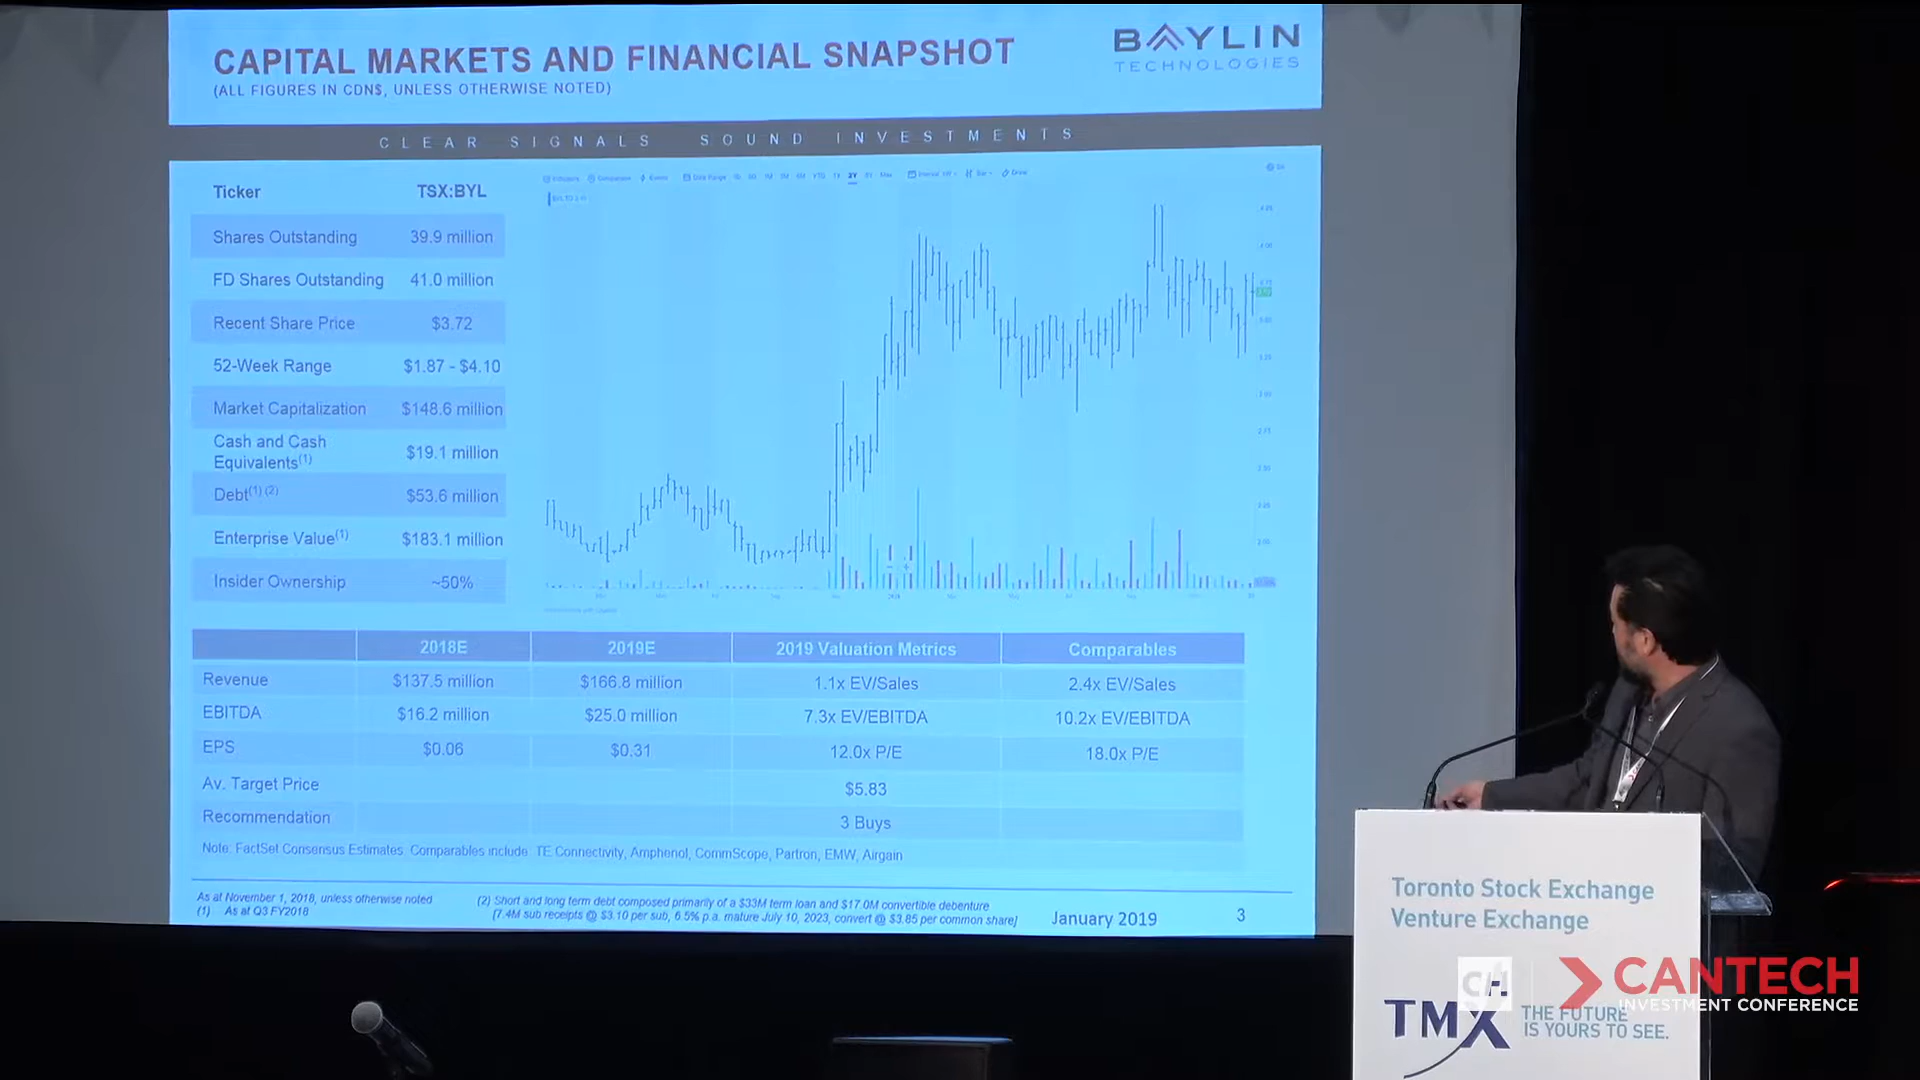 CAPITAL MARKETS AND FINANCIAL SNAPSHOT
(ALL FIGURES IN CDN$, UNLESS OTHERWISE NOTED)
BAYLIN
TECHNOLOGIES
CLEAR SIGNALS SOUND INVESTMENTS
Ticker TSX:BYL
Shares Outstanding 39.9 million
FD Shares Outstanding 41.0 million
Recent Share Price $3.72
52-Week Range $1.87 - $4.10
Market Capitalization $148.6 million
Cash and Cash
Equivalents(1) $19.1 million
Debt(1) (2) $53.6 million
Enterprise Value(1) $183.1 million
Insider Ownership ~50%
2018E 2019E 2019 Valuation Metrics Comparables
Revenue $137.5 million $166.8 million 1.1x EV/Sales 2.4x EV/Sales
EBITDA $16.2 million $25.0 million 7.3x EV/EBITDA 10.2x EV/EBITDA
EPS $0.06 $0.31 12.0x P/E 18.0x P/E
Av. Target Price $5.83
Recommendation 3 Buys
Note: FactSet Consensus Estimates. Comparables include: TE Connectivity, Amphenol, CommScope, Partron, EMW, Airgain
As at November 1, 2018, unless otherwise noted
(1) As at Q3 FY2018
(2) Short and long term debt composed primarily of a $33M term loan and $17.0M convertible debenture
[7.4M sub receipts @ $3.10 per sub, 6.5% p.a. mature July 10, 2023, convert @ $3.85 per common share]
January 2019 3
Toronto Stock Exchange
Venture Exchange
TMX
THE FUTURE
IS YOURS TO SEE.
CANTECH
INVESTMENT CONFERENCE